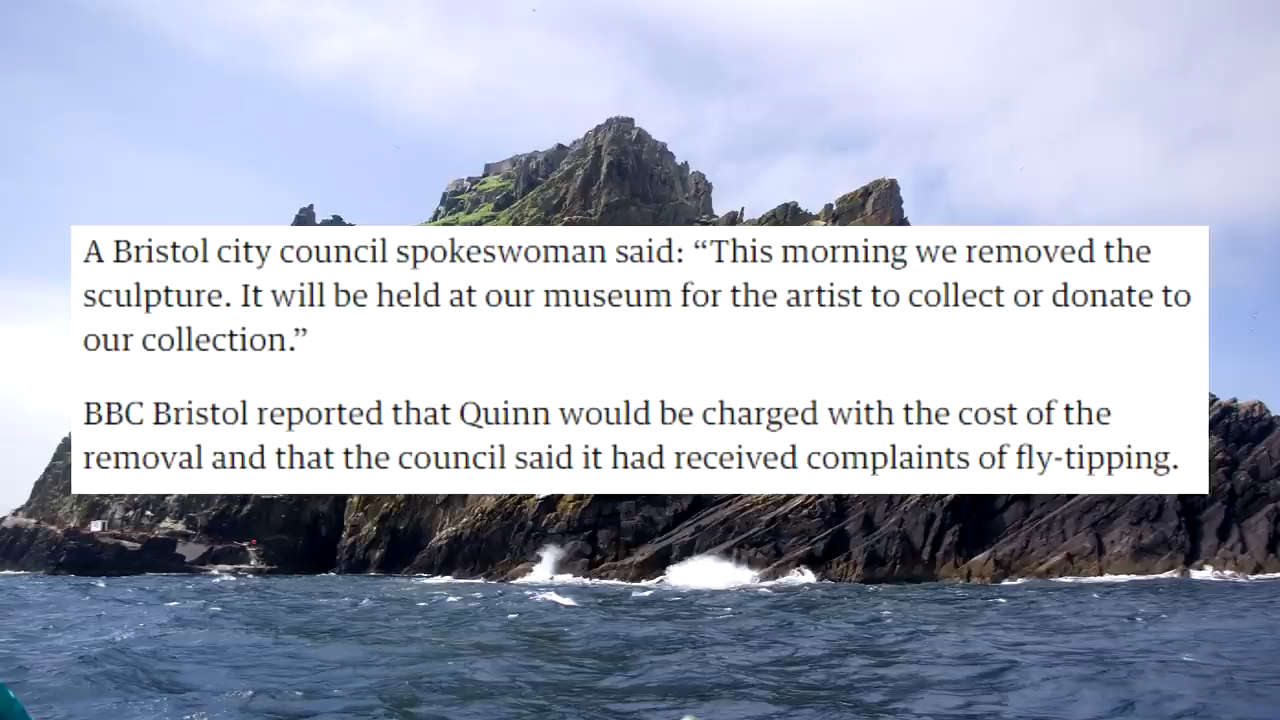 A Bristol city council spokeswoman said: “This morning we removed the
sculpture. It will be held at our museum for the artist to collect or donate to
our collection.”
BBC Bristol reported that Quinn would be charged with the cost of the
removal and that the council said it had received complaints of fly-tipping.